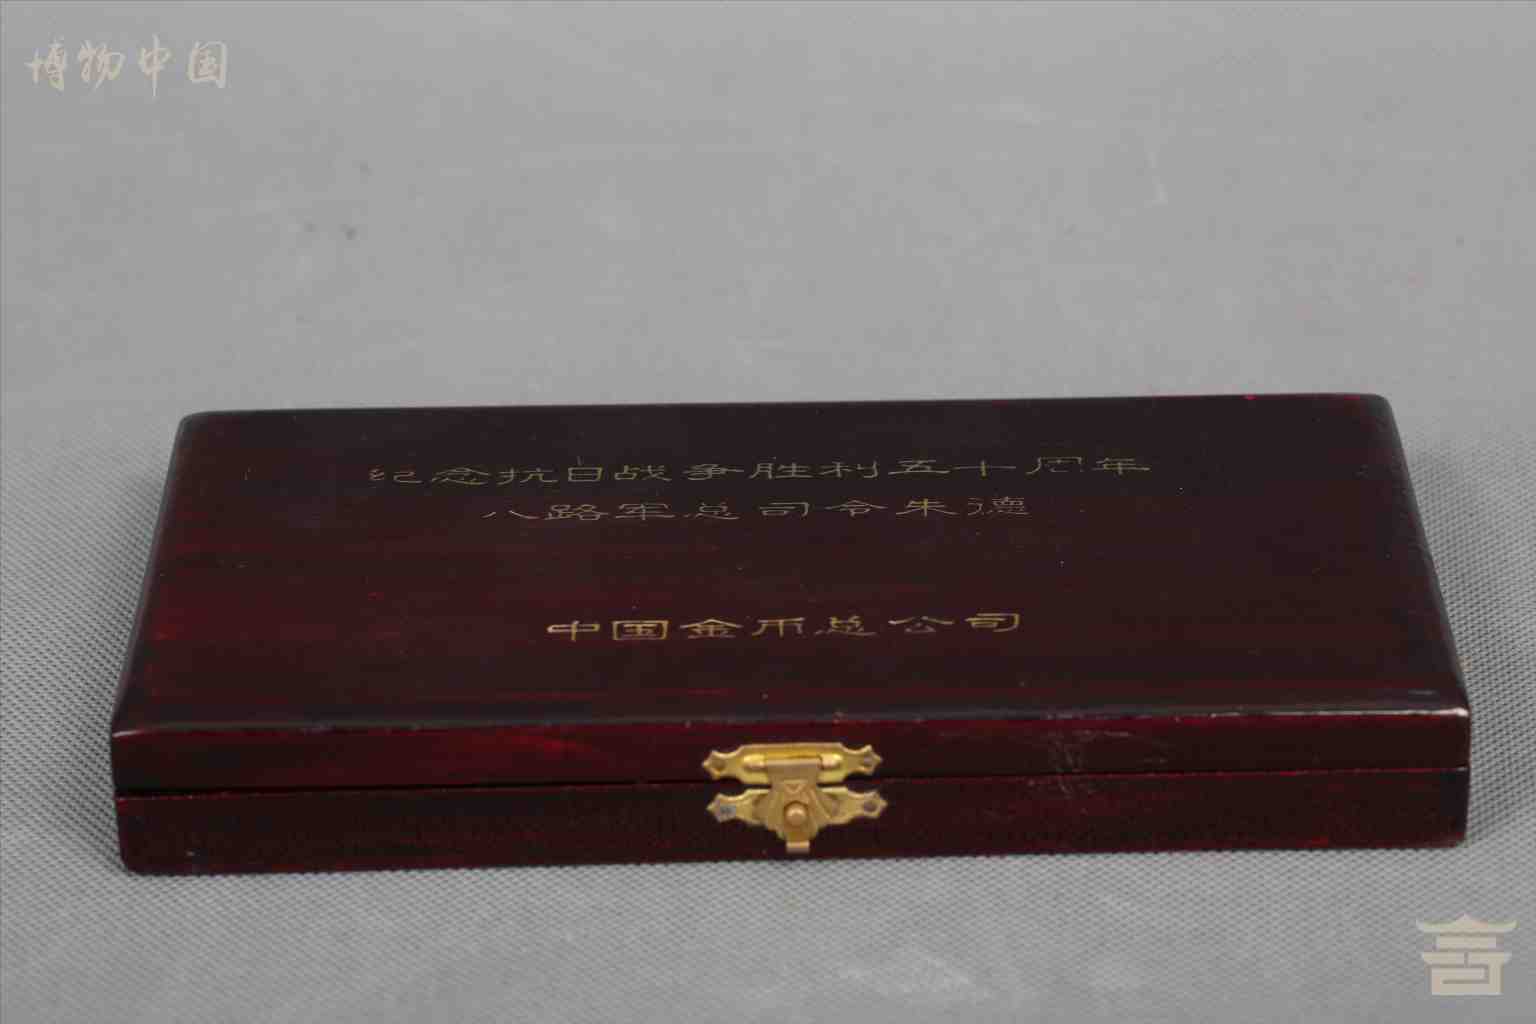 博物中国
纪念抗日战争胜利五十周年
八路军总司令朱德
中国金币总公司